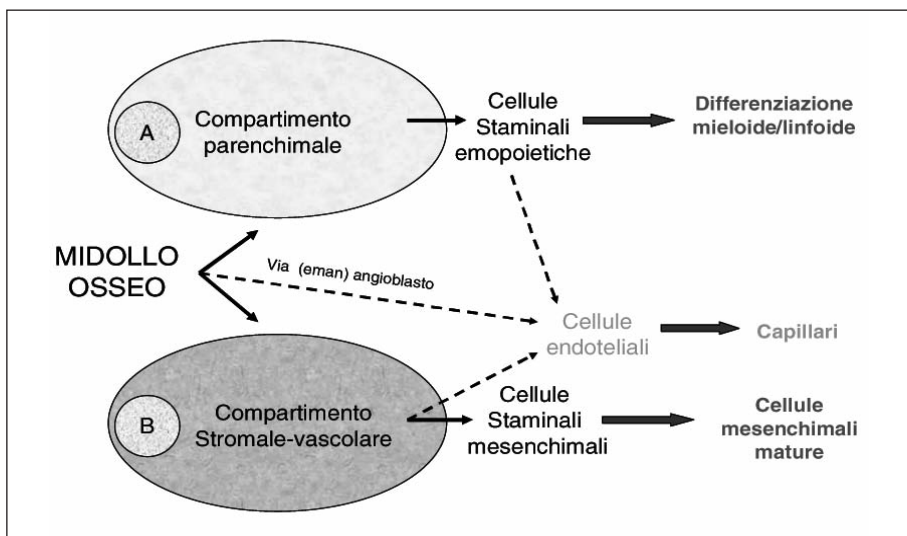 A
Compartimento
parenchimale
Cellule
Staminali
emopoietiche
Differenziazione
mieloide/linfoide
MIDOLLO
OSSEO
Via (eman) angioblasto
Cellule
endoteliali
Capillari
B
Compartimento
Stromale-vascolare
Cellule
Staminali
mesenchimali
Cellule
mesenchimali
mature